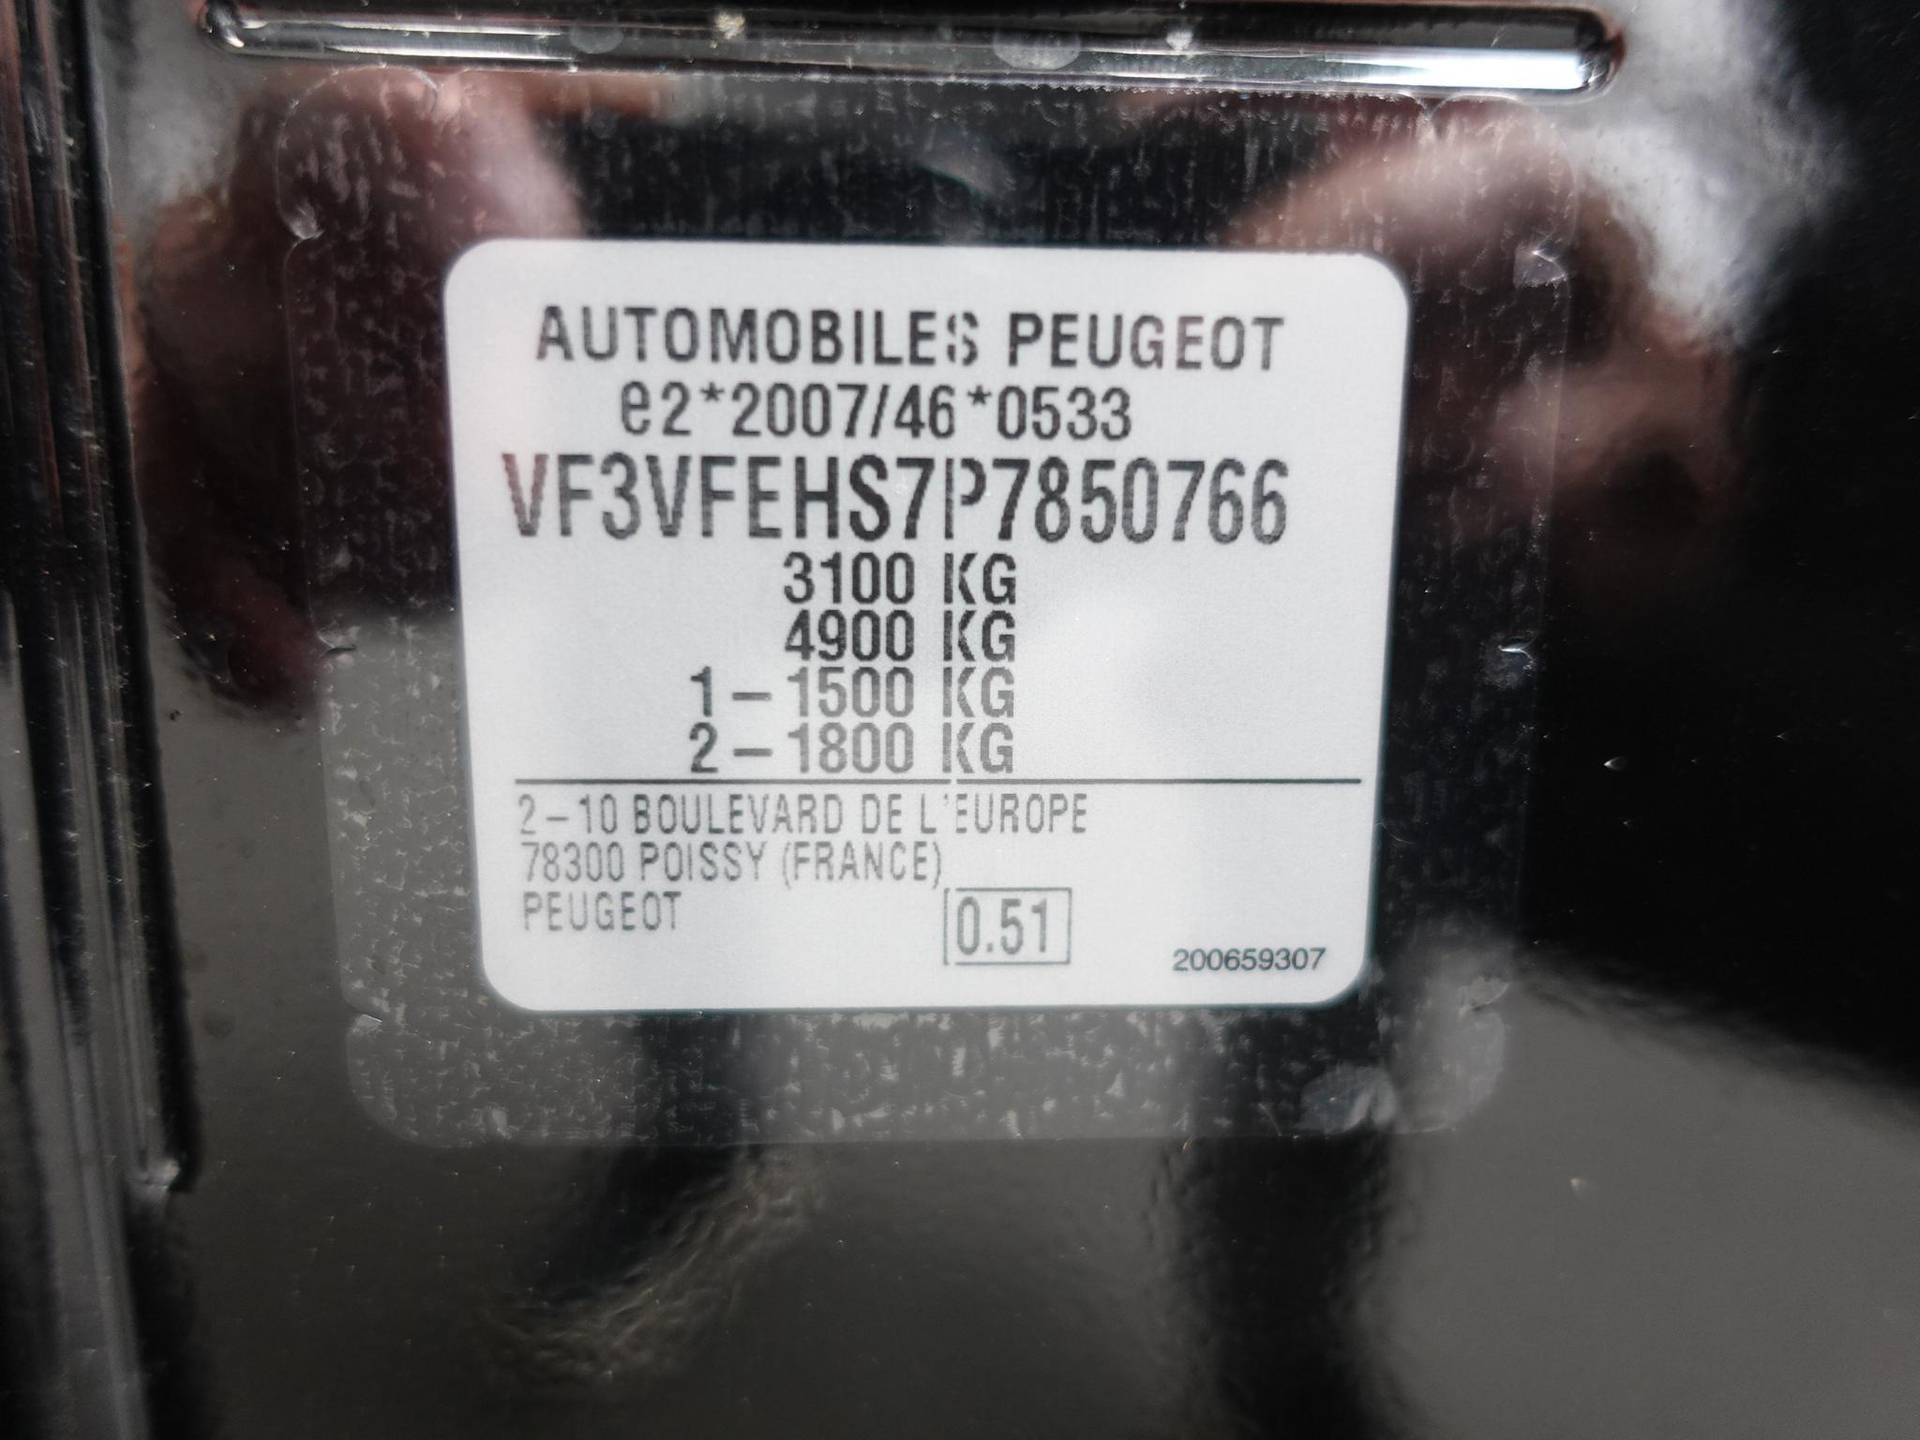 AUTOMOBILES PEUGEOT
e2*2007/46*0533
VF3VFEHS7P7850766
3100 KG
4900 KG
1-1500 KG
2-1800 KG
2-10 BOULEVARD DE L'EUROPE
78300 POISSY (FRANCE)
PEUGEOT
0.51
200659307